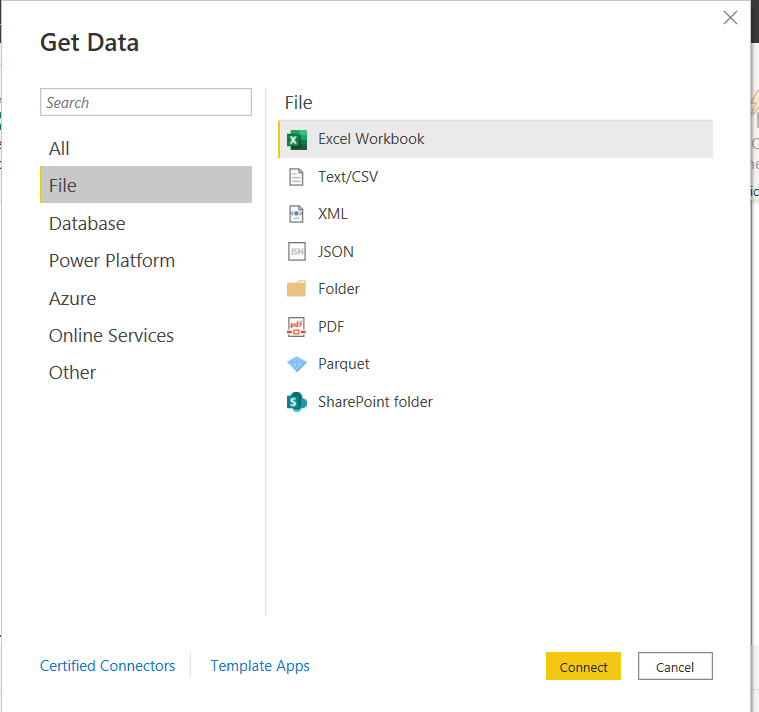 Get Data
Search
All
File
Database
Power Platform
Azure
Online Services
Other
File
Excel Workbook
Text/CSV
XML
JSON
Folder
PDF
Parquet
SharePoint folder
Certified Connectors
Template Apps
Connect
Cancel